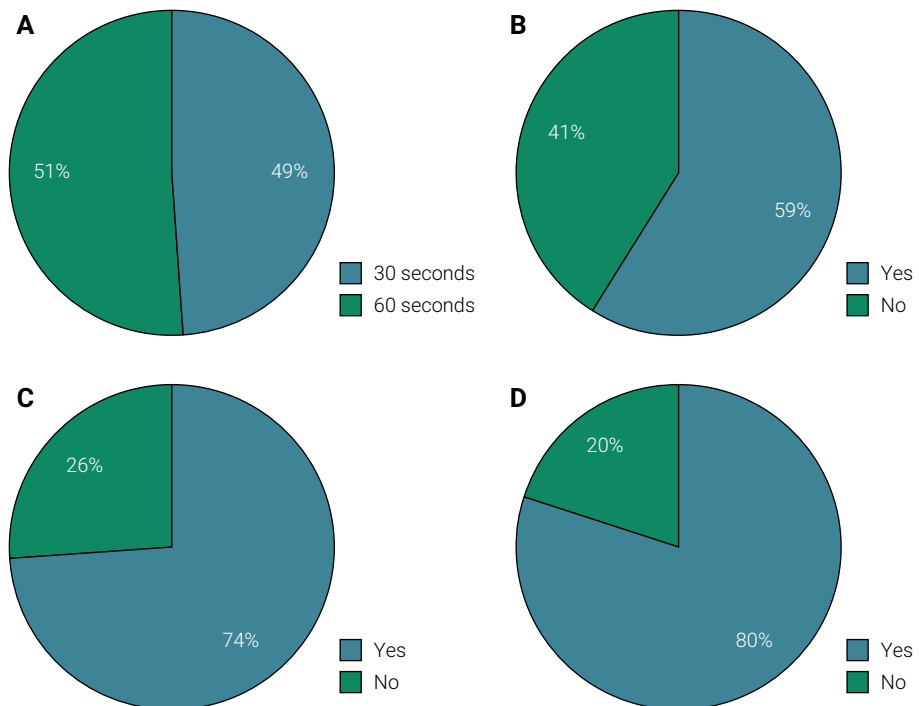 A
51%
49%
30 seconds
60 seconds
B
41%
59%
Yes
No
C
26%
74%
Yes
No
D
20%
80%
Yes
No